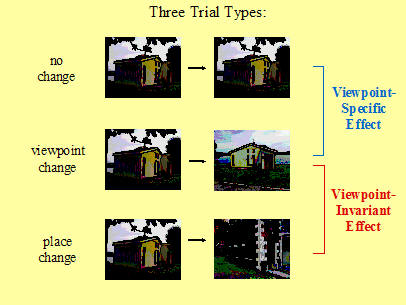 Three Trial Types:
no
change
viewpoint
change
place
change
Viewpoint-
Specific
Effect
Viewpoint-
Invariant
Effect